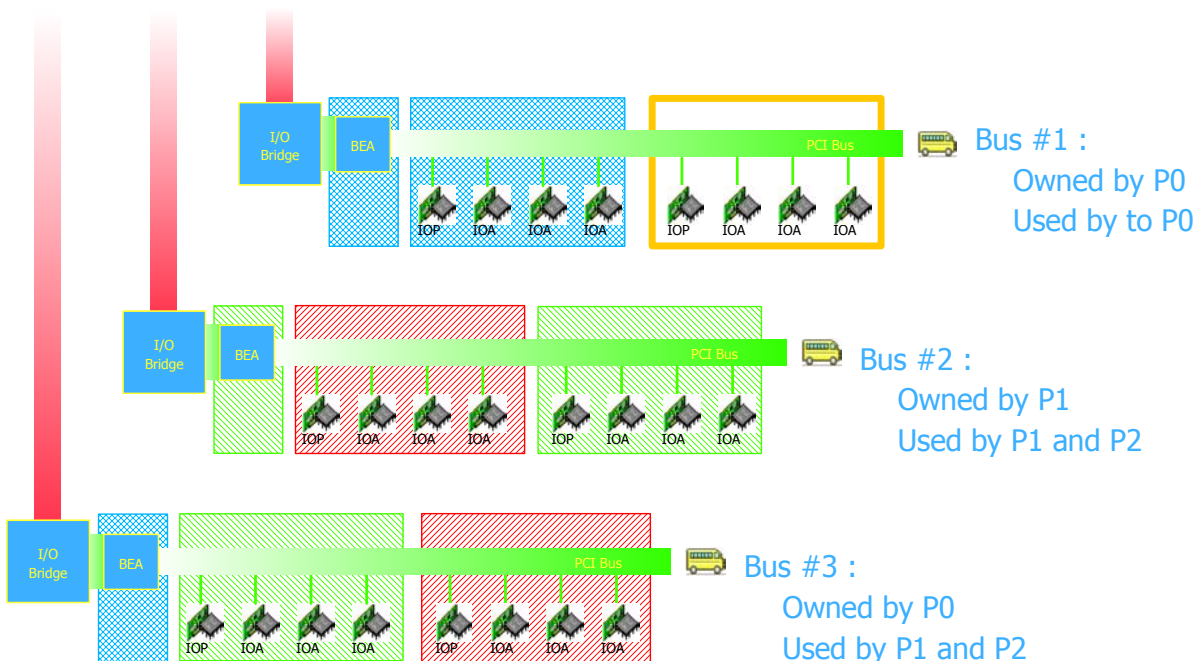 I/O
Bridge
BEA
PCI Bus
IOP IOA IOA IOA IOP IOA IOA IOA
Bus #1 :
Owned by P0
Used by to P0
I/O
Bridge
BEA
PCI Bus
IOP IOA IOA IOA IOP IOA IOA IOA
Bus #2 :
Owned by P1
Used by P1 and P2
I/O
Bridge
BEA
PCI Bus
IOP IOA IOA IOA IOP IOA IOA IOA
Bus #3 :
Owned by P0
Used by P1 and P2